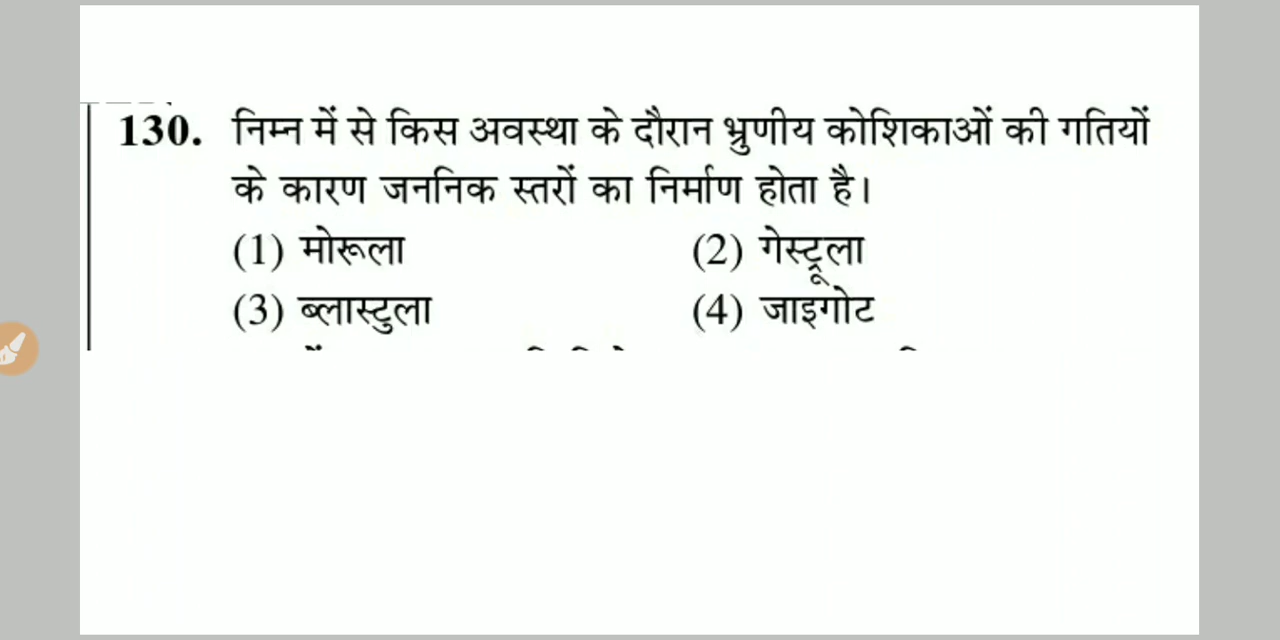 130. निम्न में से किस अवस्था के दौरान भ्रुणीय कोशिकाओं की गतियों
के कारण जननिक स्तरों का निर्माण होता है।
(1) मोरूला (2) गेस्ट्रूला
(3) ब्लास्टुला (4) जाइगोट